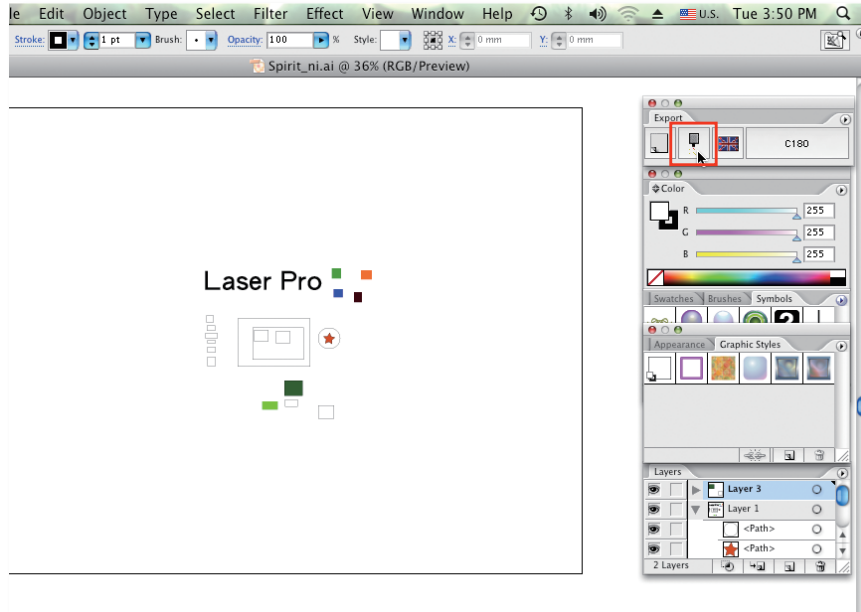 le Edit Object Type Select Filter Effect View Window Help U.S. Tue 3:50 PM
Stroke: 1 pt Brush: Opacity: 100 % Style: X: 0 mm Y: 0 mm
Spirit_ni.ai @ 36% (RGB/Preview)
Export
C180
Color
R 255
G 255
B 255
Swatches Brushes Symbols
?
Appearance Graphic Styles
Laser Pro
Layers
Layer 3
Layer 1
<Path>
<Path>
2 Layers